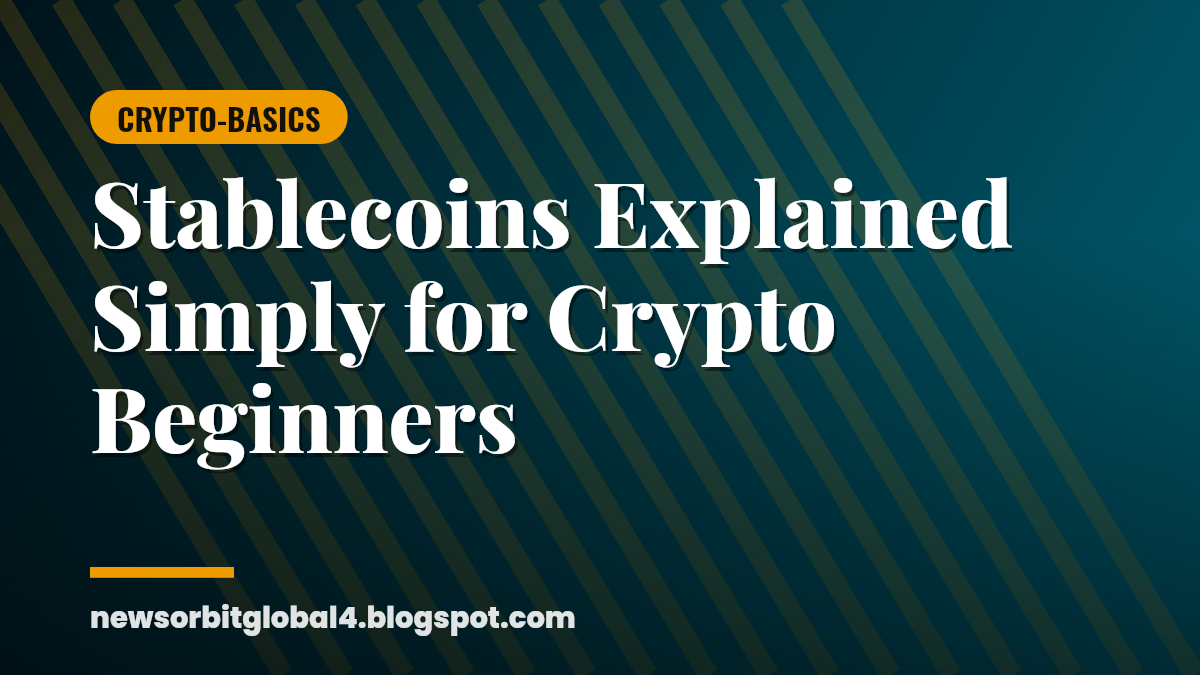 CRYPTO-BASICS
Stablecoins Explained
Simply for Crypto
Beginners
newsorbitglobal4.blogspot.com